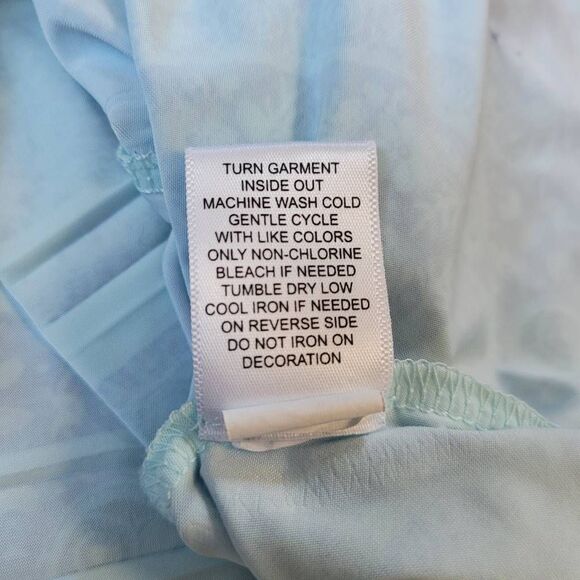 TURN GARMENT
INSIDE OUT
MACHINE WASH COLD
GENTLE CYCLE
WITH LIKE COLORS
ONLY NON-CHLORINE
BLEACH IF NEEDED
TUMBLE DRY LOW
COOL IRON IF NEEDED
ON REVERSE SIDE
DO NOT IRON ON
DECORATION